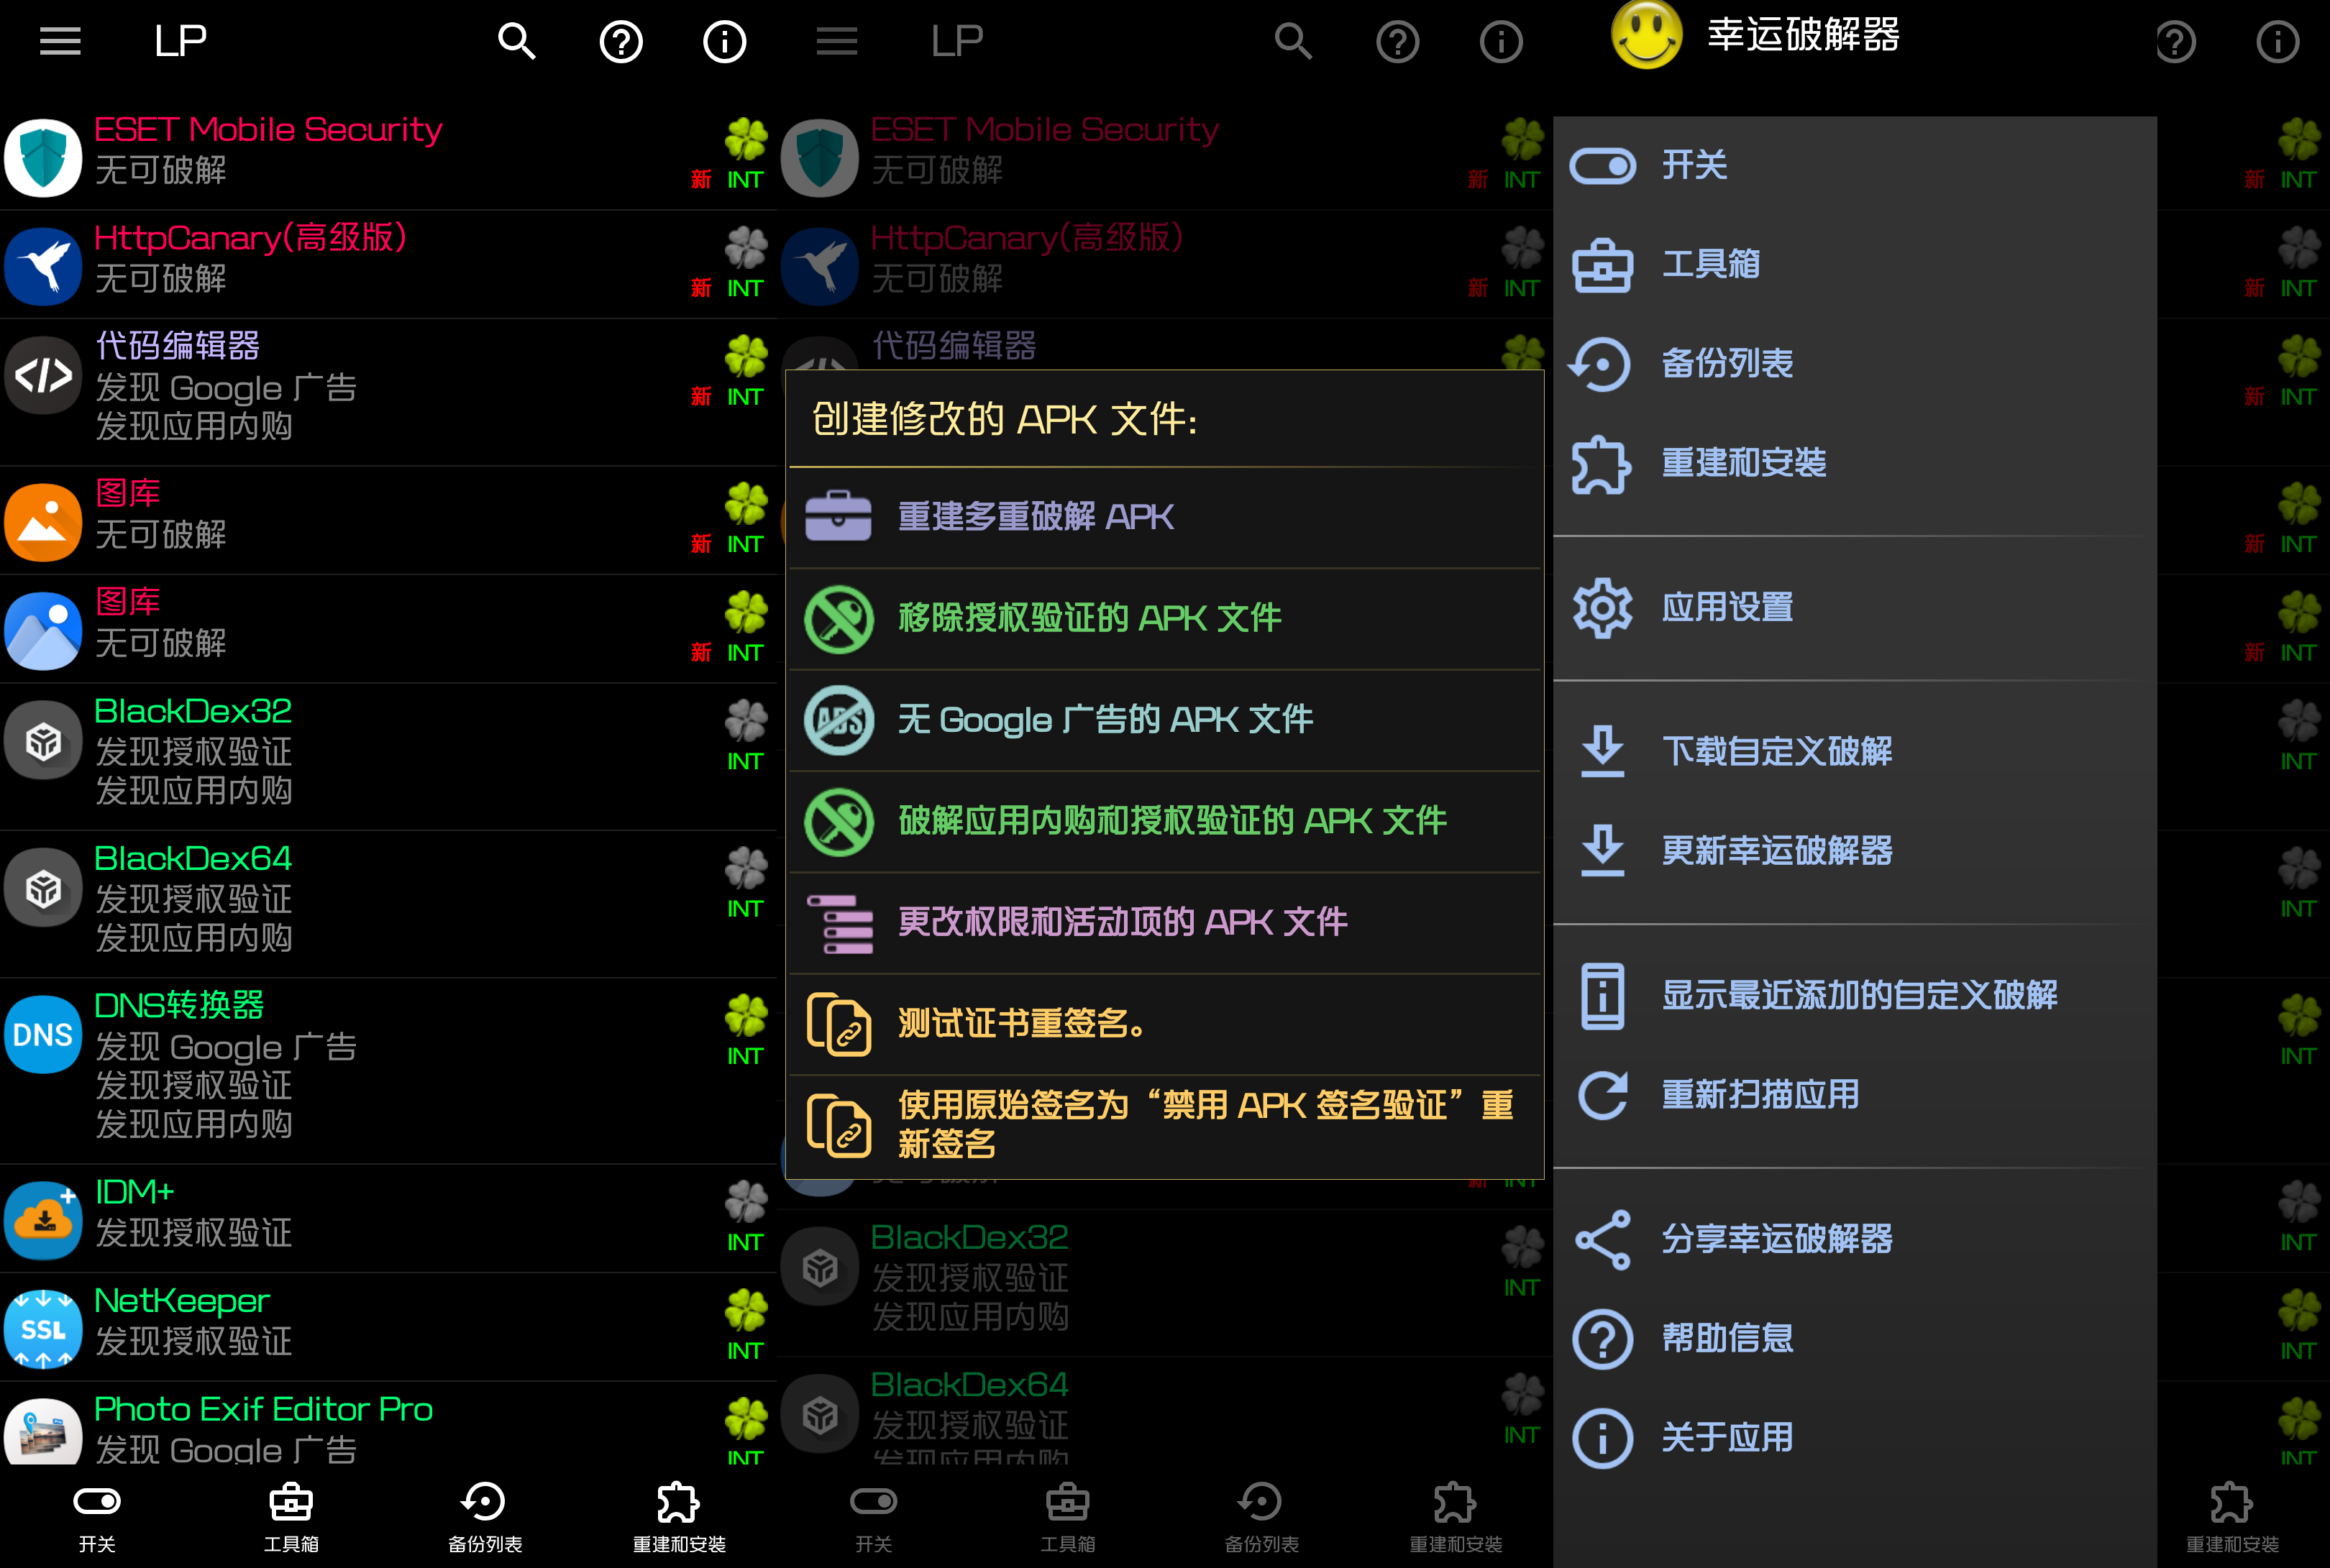 LP
ESET Mobile Security
无可破解
新 INT
HttpCanary(高级版)
无可破解
新 INT
代码编辑器
发现 Google 广告
发现应用内购
新 INT
图库
无可破解
新 INT
图库
无可破解
新 INT
BlackDex32
发现授权验证
发现应用内购
INT
BlackDex64
发现授权验证
发现应用内购
INT
DNS
DNS转换器
发现 Google 广告
发现授权验证
发现应用内购
INT
IDM+
发现授权验证
INT
SSL
NetKeeper
发现授权验证
INT
Photo Exif Editor Pro
发现 Google 广告
INT
开关
工具箱
备份列表
重建和安装
LP
ESET Mobile Security
无可破解
新 INT
HttpCanary(高级版)
无可破解
新 INT
代码编辑器
创建修改的 APK 文件:
重建多重破解 APK
移除授权验证的 APK 文件
ADS
无 Google 广告的 APK 文件
破解应用内购和授权验证的 APK 文件
更改权限和活动项的 APK 文件
测试证书重签名。
使用原始签名为“禁用 APK 签名验证”重
新签名
新 INT
BlackDex32
发现授权验证
发现应用内购
INT
BlackDex64
发现授权验证
发现应用内购
INT
开关
工具箱
备份列表
重建和安装
幸运破解器
开关
工具箱
备份列表
重建和安装
应用设置
下载自定义破解
更新幸运破解器
显示最近添加的自定义破解
重新扫描应用
分享幸运破解器
帮助信息
关于应用
新 INT
新 INT
新 INT
新 INT
新 INT
INT
INT
INT
INT
INT
INT
重建和安装